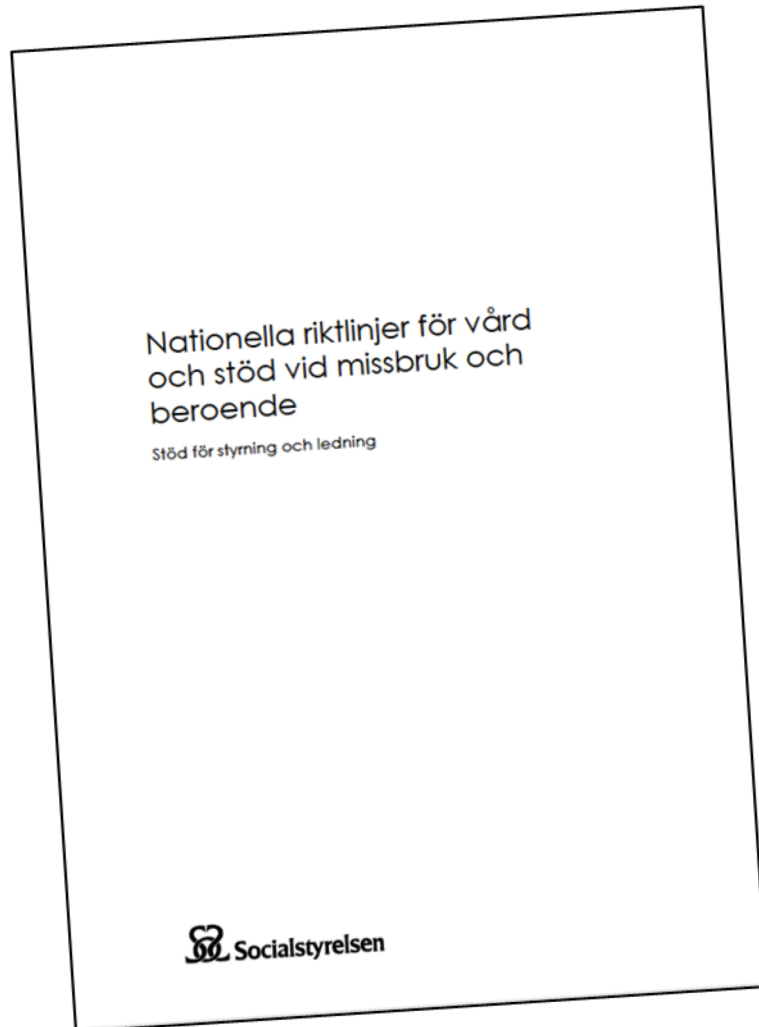 Nationella riktlinjer för vård
och stöd vid missbruk och
beroende
Stöd för styrning och ledning
Socialstyrelsen